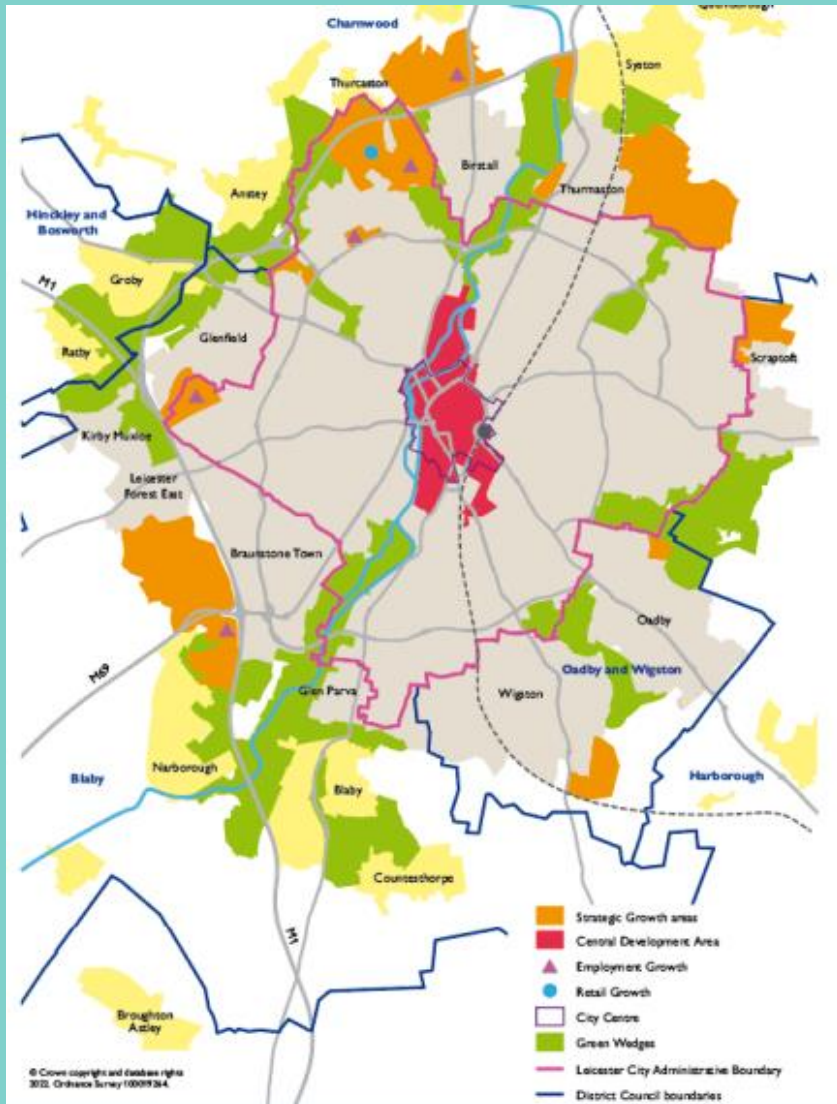 Charnwood
Syston
Thurcaston
Birstall
Anstey
Thurmaston
Hinckley and
Bosworth
M1
Groby
Glenfield
Ratby
Scraptoft
Kirby Muxloe
Leicester
Forest East
Braunstone Town
Oadby
M69
Oadby and Wigston
Glen Parva
Wigston
Narborough
Blaby
Blaby
Harborough
Countesthorpe
M1
Broughton
Astley
Strategic Growth areas
Central Development Area
Employment Growth
Retail Growth
City Centre
Green Wedges
Leicester City Administrative Boundary
District Council boundaries
© Crown copyright and database rights
2022. Ordnance Survey 100019264.